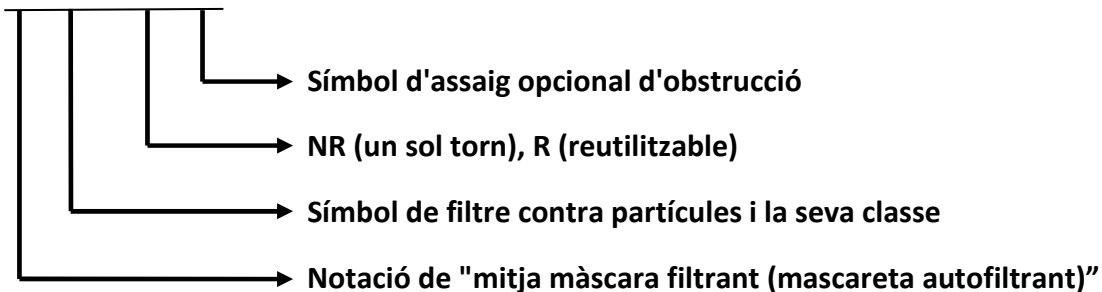 Símbol d'assaig opcional d'obstrucció
NR (un sol torn), R (reutilitzable)
Símbol de filtre contra partícules i la seva classe
Notació de "mitja màscara filtrant (mascareta autofiltrant)”